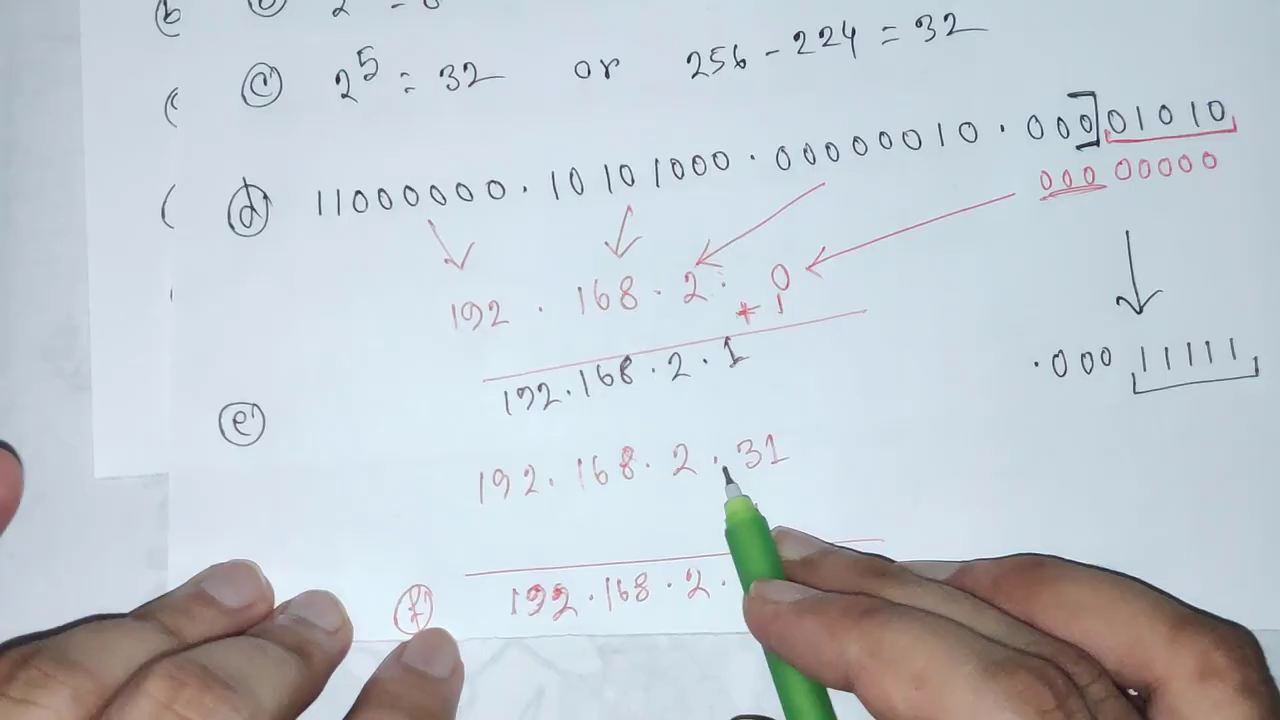 (b
ⓒ 2⁵ = 32 or 256 - 224 = 32
(
ⓓ 11000000 . 10101000 . 00000010 . 000]01010
000 00000
(
192 . 168 . 2 . 0
+ 1
192.168.2.1
.000 11111
ⓔ
192.168.2.31
ⓕ 192.168.2.